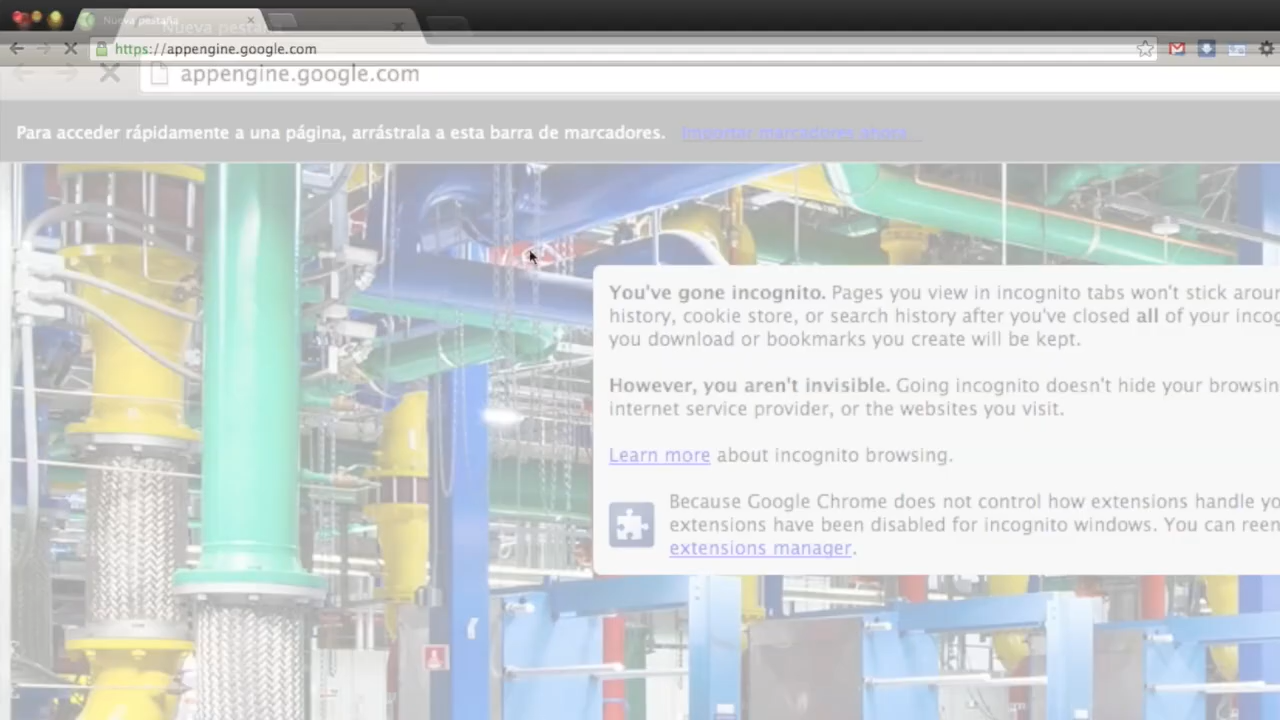 Nueva pestaña
Nueva pestaña
https://appengine.google.com
appengine.google.com
Para acceder rápidamente a una página, arrástrala a esta barra de marcadores. Importar marcadores ahora...
You've gone incognito. Pages you view in incognito tabs won't stick
history, cookie store, or search history after you've closed all of your
you download or bookmarks you create will be kept.
However, you aren't invisible. Going incognito doesn't hide your
internet service provider, or the websites you visit.
Learn more about incognito browsing.
Because Google Chrome does not control how extensions handle
extensions have been disabled for incognito windows. You can
extensions manager.